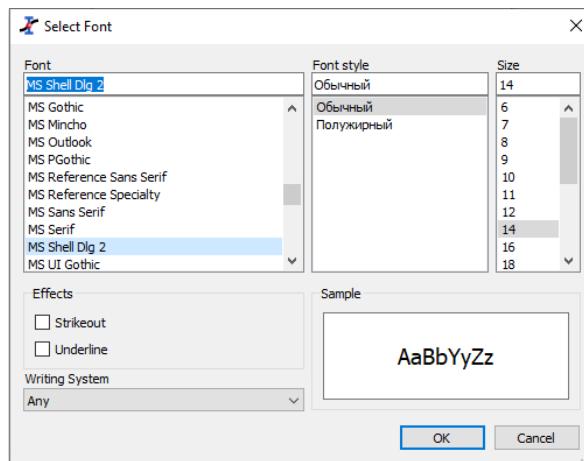 Select Font
Font
Font style
Size
MS Shell Dlg 2
Обычный
14
MS Gothic
MS Mincho
MS Outlook
MS PGothic
MS Reference Sans Serif
MS Reference Specialty
MS Sans Serif
MS Serif
MS Shell Dlg 2
MS UI Gothic
Обычный
Полужирный
6
7
8
9
10
11
12
14
16
18
Effects
Strikeout
Underline
Sample
AaBbYyZz
Writing System
Any
OK
Cancel